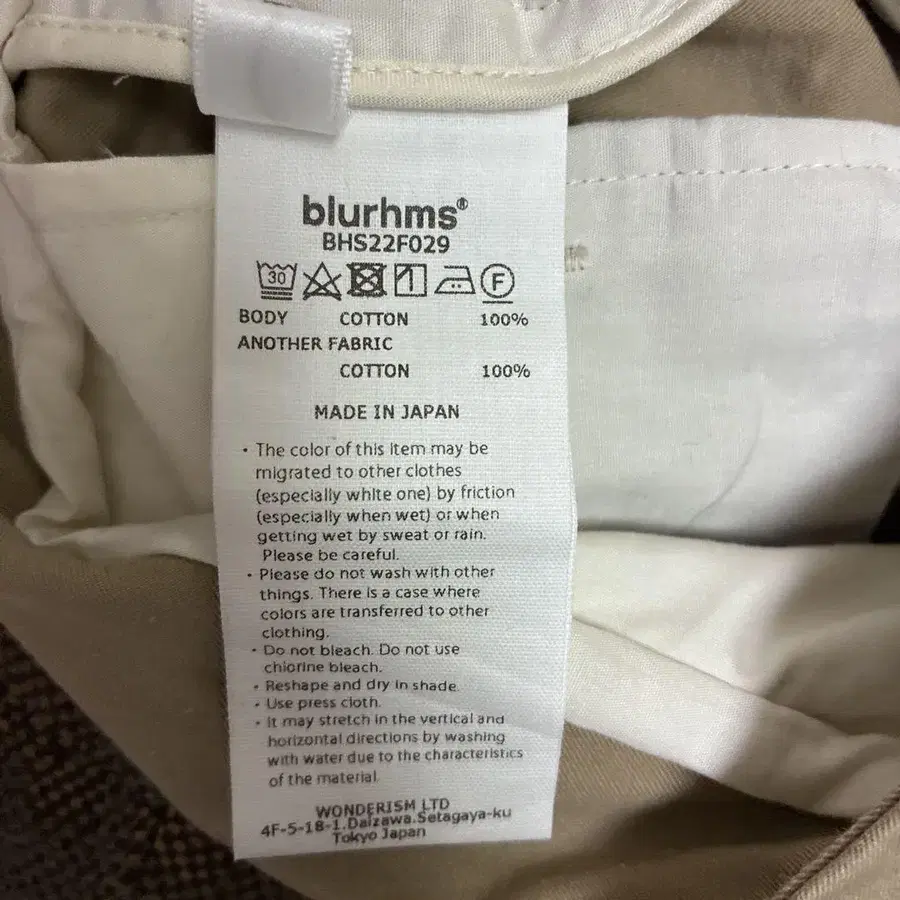 blurhms®
BHS22F029
30 F
BODY COTTON 100%
ANOTHER FABRIC
COTTON 100%
MADE IN JAPAN
・The color of this item may be
migrated to other clothes
(especially white one) by friction
(especially when wet) or when
getting wet by sweat or rain.
Please be careful.
・Please do not wash with other
things. There is a case where
colors are transferred to other
clothing.
・Do not bleach. Do not use
chlorine bleach.
・Reshape and dry in shade.
・Use press cloth.
・It may stretch in the vertical and
horizontal directions by washing
with water due to the characteristics
of the material.
WONDERISM LTD
4F-5-18-1.Daizawa.Setagaya-ku
Tokyo Japan